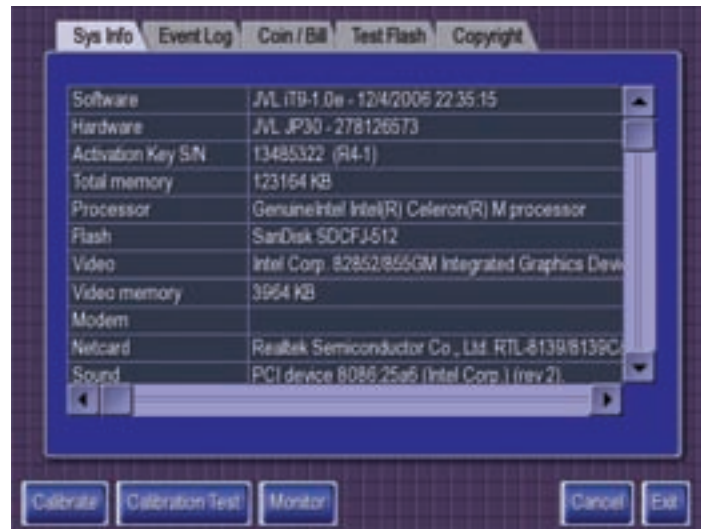 Sys Info Event Log Coin / Bill Test Flash Copyright
Software JVL iT9-1.0e - 12/4/2006 22:35:15
Hardware JVL JP30 - 278126573
Activation Key S/N 13485322 (R4-1)
Total memory 123164 KB
Processor GenuineIntel Intel(R) Celeron(R) M processor
Flash SanDisk SDCFJ-512
Video Intel Corp. 82852/855GM Integrated Graphics Devi
Video memory 3964 KB
Modem
Netcard Realtek Semiconductor Co., Ltd. RTL-8139/8139C
Sound PCI device 8086:25a6 (Intel Corp.) (rev 2).
Calibrate Calibration Test Monitor Cancel Exit